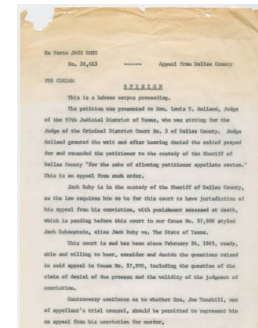 Ex Parte JACK RUBY
No. 38,613 ------ Appeal from Dallas County
PER CURIAM
OPINION
This is a habeas corpus proceeding.
The petition was presented to Hon. Louis T. Holland, Judge
of the 97th Judicial District of Texas, who was sitting for the
Judge of the Criminal District Court No. 3 of Dallas County. Judge
Holland granted the writ and after hearing denied the relief prayed
for and remanded the petitioner to the custody of the Sheriff of
Dallas County "for the sake of allowing petitioner appellate review."
This is an appeal from such order.
Jack Ruby is in the custody of the Sheriff of Dallas County,
as the law requires him to be for this court to have jurisdiction of
his appeal from his conviction, with punishment assessed at death,
which is pending before this court in our Cause No. 37,900 styled
Jack Rubenstein, alias Jack Ruby vs. The State of Texas.
This court is and has been since February 24, 1965, ready,
able and willing to hear, consider and decide the questions raised
in said appeal in Cause No. 37,900, including the question of the
claim of denial of due process and the validity of the judgment of
conviction.
Controversy continues as to whether Hon. Joe Tonahill, one
of appellant's trial counsel, should be permitted to represent him
on appeal from his conviction for murder,